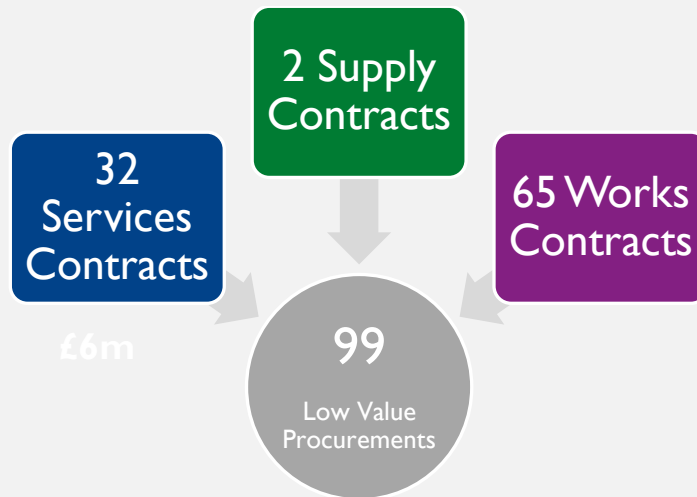 2 Supply
Contracts
32
Services
Contracts
65 Works
Contracts
£6m
99
Low Value
Procurements